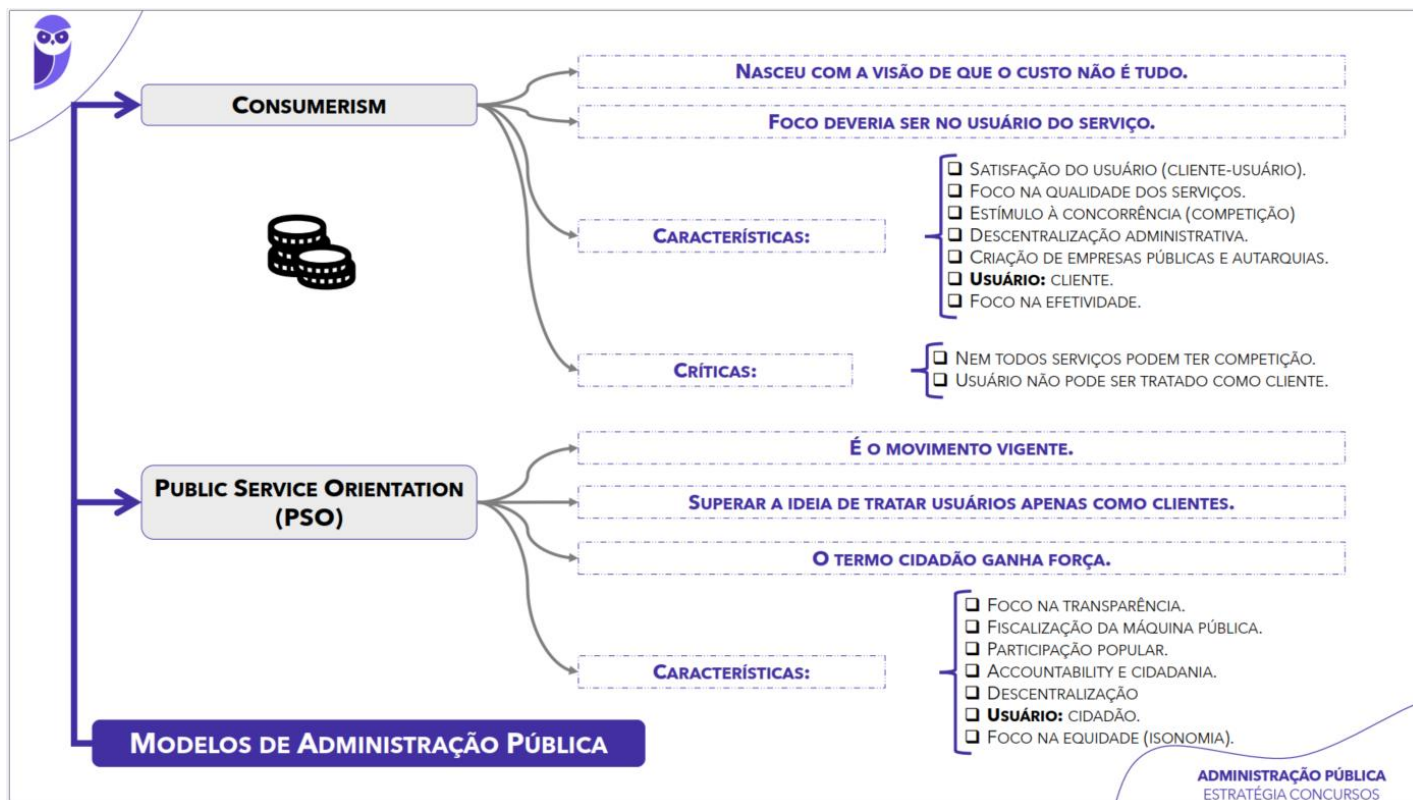 CONSUMERISM
NASCEU COM A VISÃO DE QUE O CUSTO NÃO É TUDO.
FOCO DEVERIA SER NO USUÁRIO DO SERVIÇO.
CARACTERÍSTICAS:
SATISFAÇÃO DO USUÁRIO (CLIENTE-USUÁRIO).
FOCO NA QUALIDADE DOS SERVIÇOS.
ESTÍMULO À CONCORRÊNCIA (COMPETIÇÃO)
DESCENTRALIZAÇÃO ADMINISTRATIVA.
CRIAÇÃO DE EMPRESAS PÚBLICAS E AUTARQUIAS.
USUÁRIO: CLIENTE.
FOCO NA EFETIVIDADE.
CRÍTICAS:
NEM TODOS SERVIÇOS PODEM TER COMPETIÇÃO.
USUÁRIO NÃO PODE SER TRATADO COMO CLIENTE.
PUBLIC SERVICE ORIENTATION
(PSO)
É O MOVIMENTO VIGENTE.
SUPERAR A IDEIA DE TRATAR USUÁRIOS APENAS COMO CLIENTES.
O TERMO CIDADÃO GANHA FORÇA.
CARACTERÍSTICAS:
FOCO NA TRANSPARÊNCIA.
FISCALIZAÇÃO DA MÁQUINA PÚBLICA.
PARTICIPAÇÃO POPULAR.
ACCOUNTABILITY E CIDADANIA.
DESCENTRALIZAÇÃO
USUÁRIO: CIDADÃO.
FOCO NA EQUIDADE (ISONOMIA).
MODELOS DE ADMINISTRAÇÃO PÚBLICA
ADMINISTRAÇÃO PÚBLICA
ESTRATÉGIA CONCURSOS